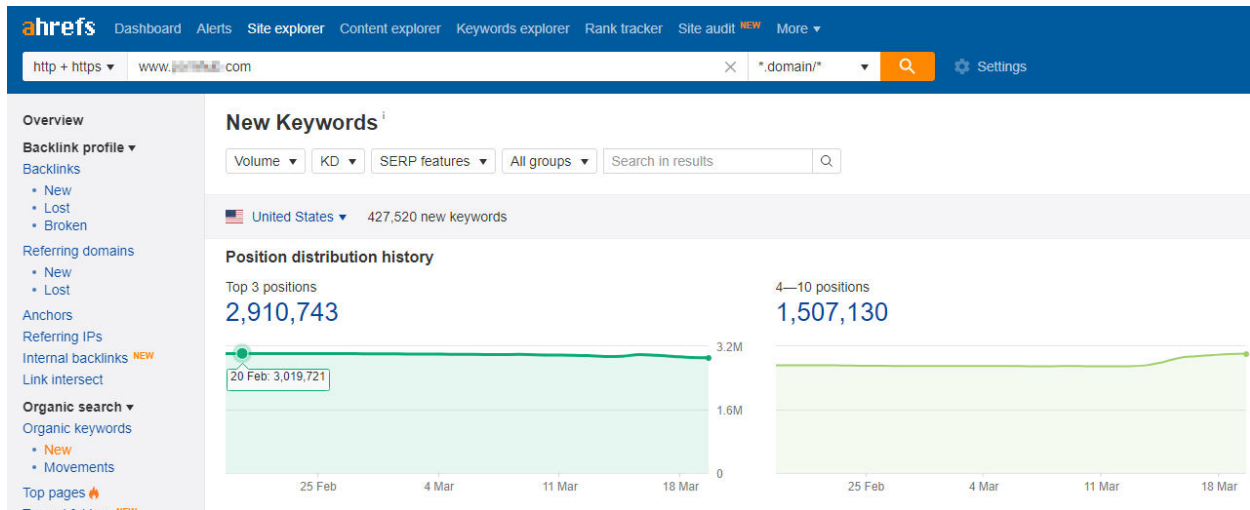 ahrefs Dashboard Alerts Site explorer Content explorer Keywords explorer Rank tracker Site audit NEW More
http + https www. .com *.domain/* Settings
Overview
Backlink profile
Backlinks
• New
• Lost
• Broken
Referring domains
• New
• Lost
Anchors
Referring IPs
Internal backlinks NEW
Link intersect
Organic search
Organic keywords
• New
• Movements
Top pages
New Keywords i
Volume KD SERP features All groups Search in results
United States 427,520 new keywords
Position distribution history
Top 3 positions
2,910,743
20 Feb: 3,019,721
3.2M
1.6M
0
25 Feb 4 Mar 11 Mar 18 Mar
4—10 positions
1,507,130
25 Feb 4 Mar 11 Mar 18 Mar